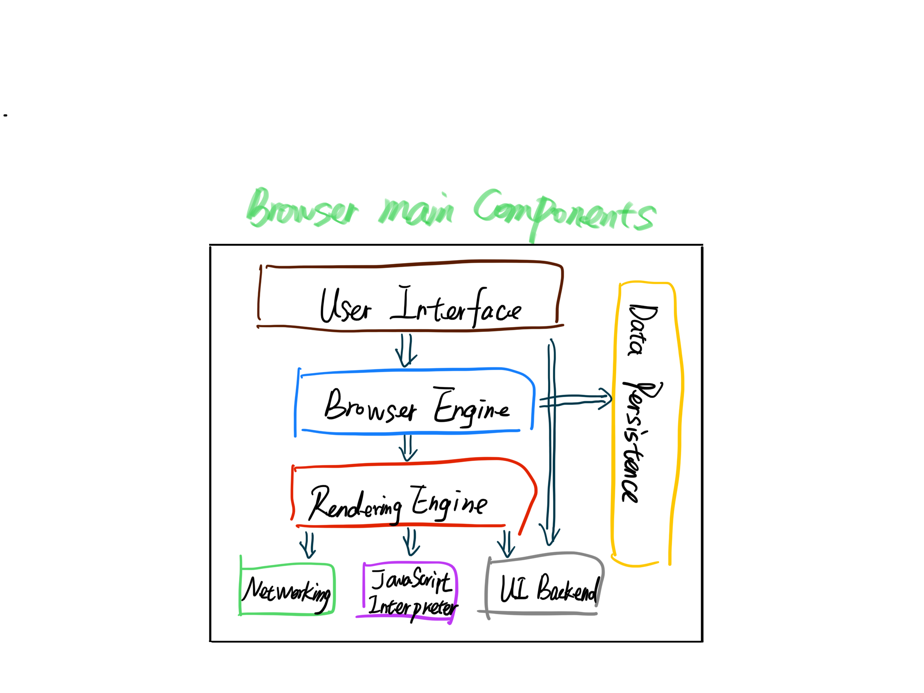 Browser main Components
User Interface
Data Persistence
Browser Engine
Rendering Engine
Networking
JavaScript
Interpreter
UI Backend